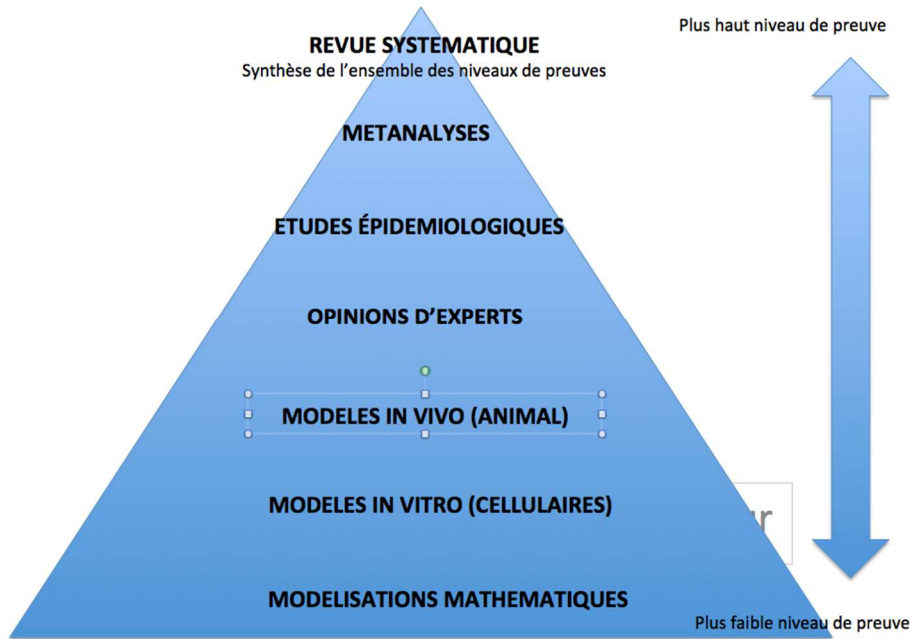 Plus haut niveau de preuve
REVUE SYSTEMATIQUE
Synthèse de l'ensemble des niveaux de preuves
METANALYSES
ETUDES ÉPIDEMIOLOGIQUES
OPINIONS D'EXPERTS
MODELES IN VIVO (ANIMAL)
MODELES IN VITRO (CELLULAIRES)
MODELISATIONS MATHEMATIQUES
Plus faible niveau de preuve